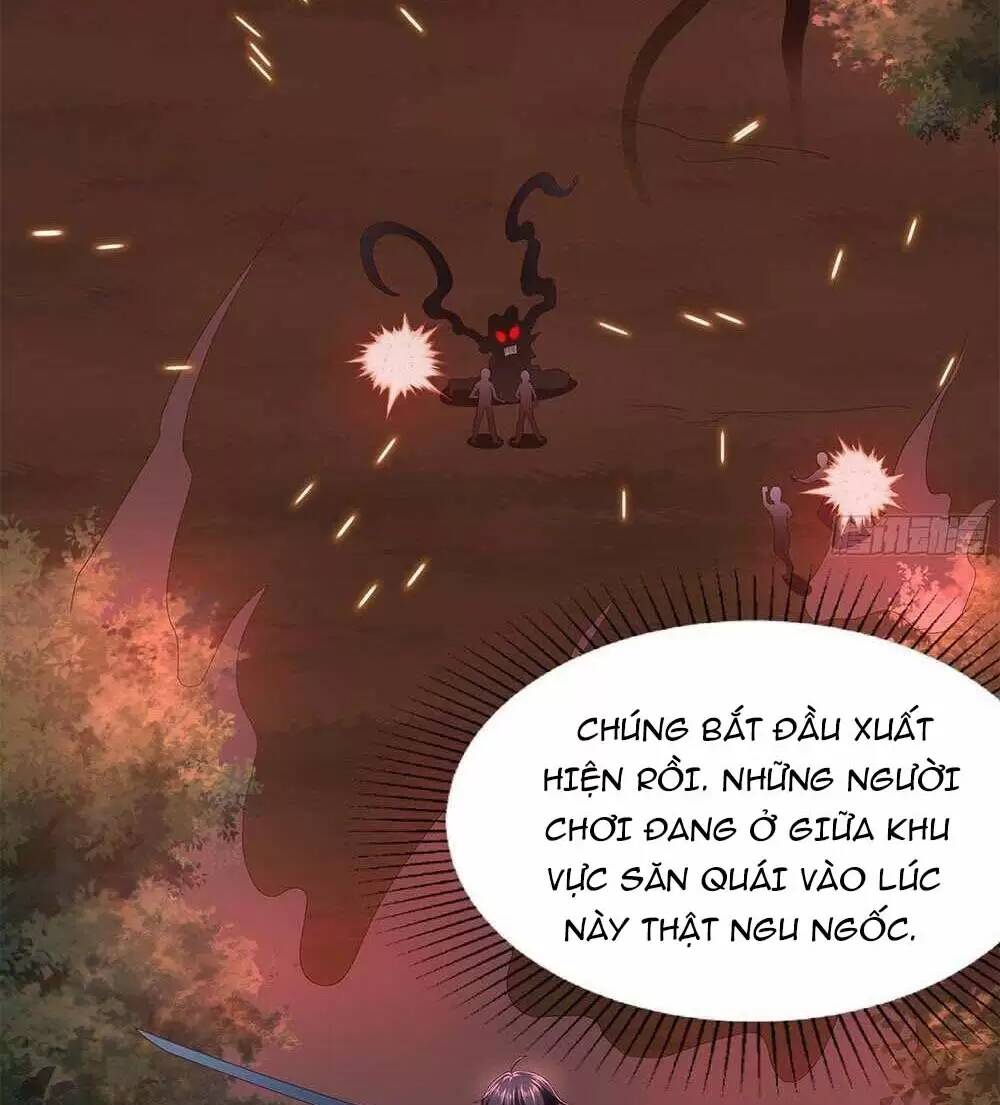 CHÚNG BẮT ĐẦU XUẤT
HIỆN RỒI. NHỮNG NGƯỜI
CHƠI ĐANG Ở GIỮA KHU
VỰC SĂN QUÁI VÀO LÚC
NÀY THẬT NGU NGỐC.